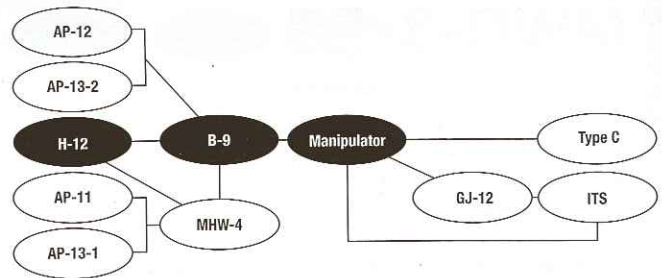 AP-12
AP-13-2
H-12
B-9
Manipulator
Type C
AP-11
GJ-12
ITS
MHW-4
AP-13-1